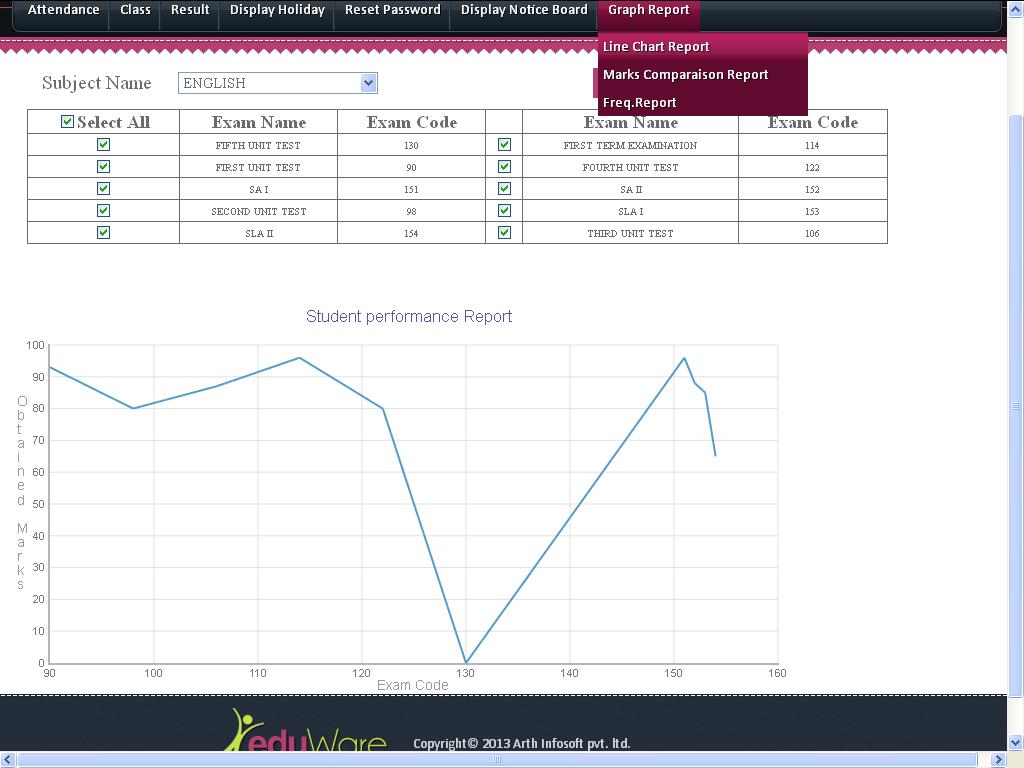 Attendance Class Result Display Holiday Reset Password Display Notice Board Graph Report
Line Chart Report
Marks Comparaison Report
Freq.Report
Subject Name ENGLISH
Select All Exam Name Exam Code Exam Name Exam Code
FIFTH UNIT TEST 130 FIRST TERM EXAMINATION 114
FIRST UNIT TEST 90 FOURTH UNIT TEST 122
SA I 151 SA II 152
SECOND UNIT TEST 98 SLA I 153
SLA II 154 THIRD UNIT TEST 106
Student performance Report
Obtained Marks
100
90
80
70
60
50
40
30
20
10
0
90 100 110 120 130 140 150 160
Exam Code
eduWare
Copyright© 2013 Arth Infosoft pvt. ltd.